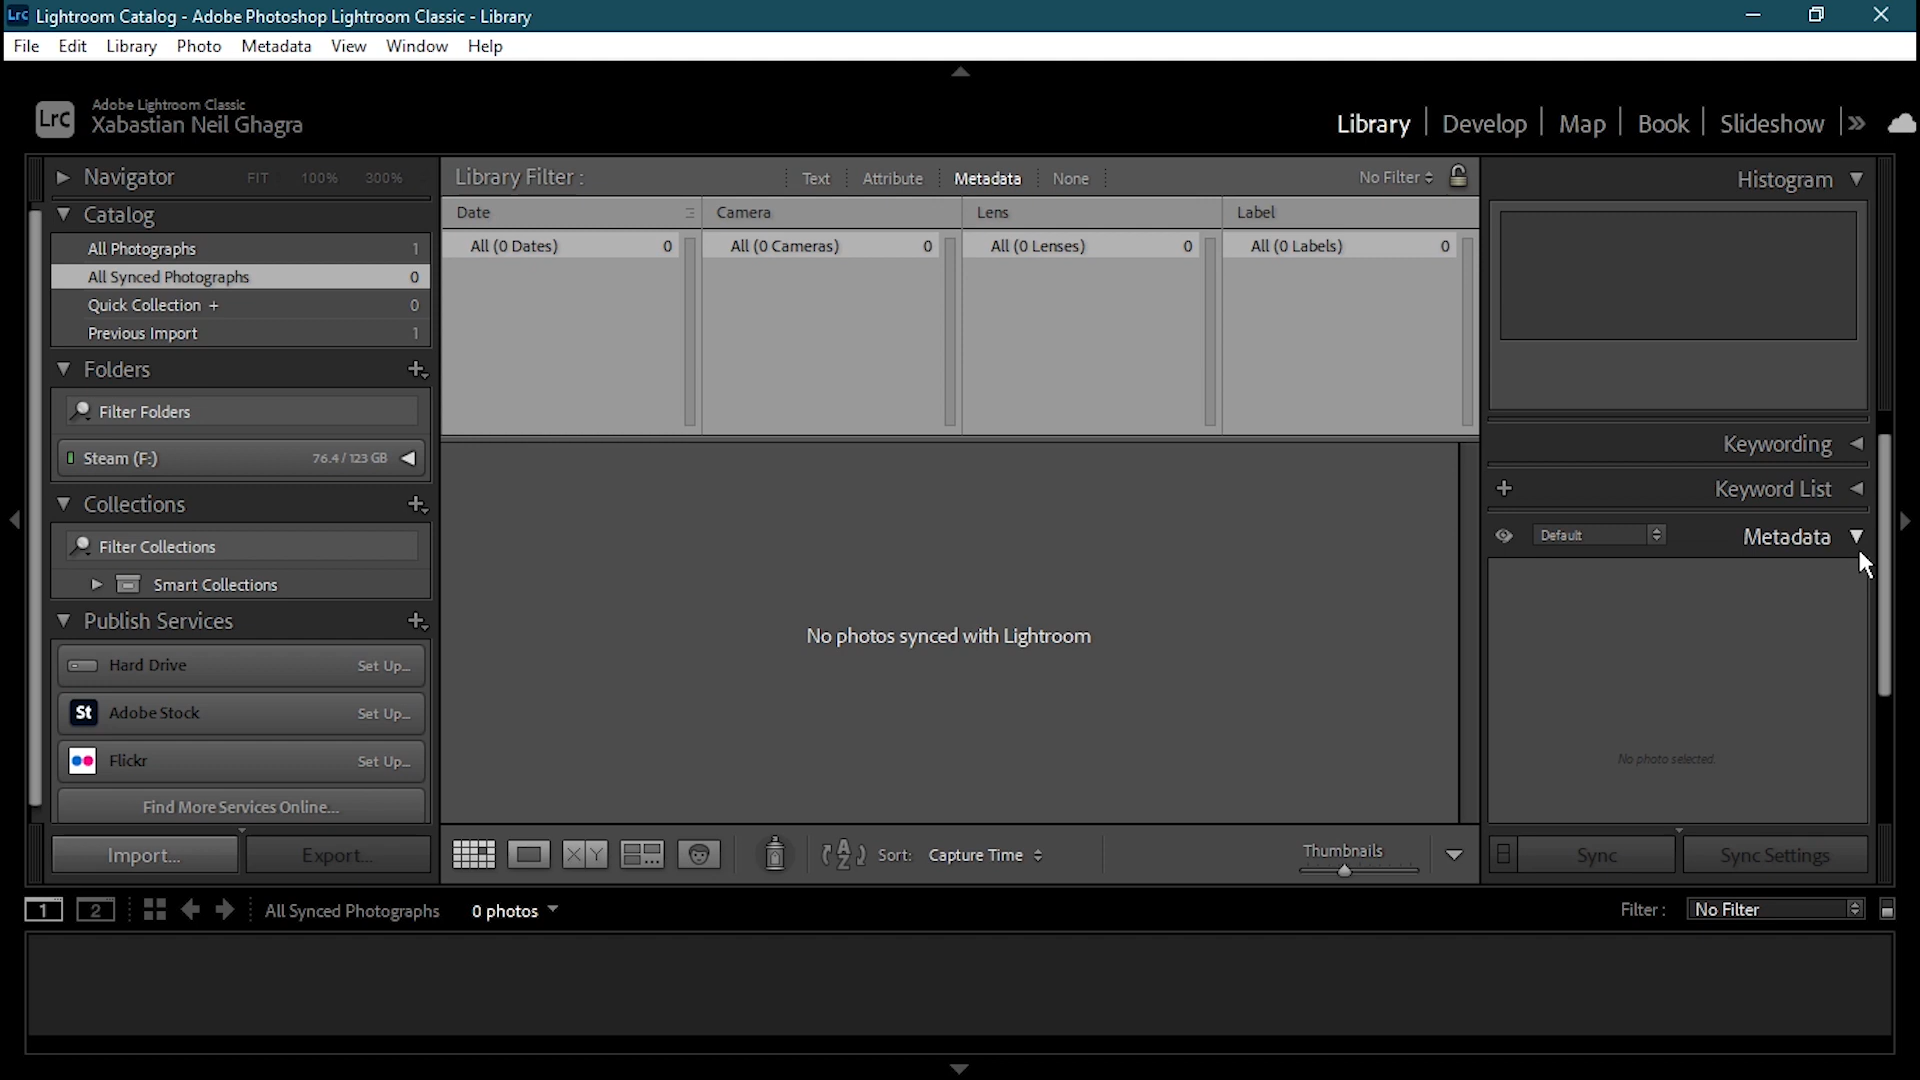 Lrc Lightroom Catalog - Adobe Photoshop Lightroom Classic - Library
File Edit Library Photo Metadata View Window Help
Lrc Adobe Lightroom Classic
Xabastian Neil Ghagra
Library Develop Map Book Slideshow »
Navigator FIT 100% 300%
Library Filter : Text Attribute Metadata None No Filter
Histogram
Catalog
Date Camera Lens Label
All Photographs 1
All (0 Dates) 0 All (0 Cameras) 0 All (0 Lenses) 0 All (0 Labels) 0
All Synced Photographs 0
Quick Collection + 0
Previous Import 1
Folders +
Filter Folders
Steam (F:) 76.4 / 123 GB
Keywording
+ Keyword List
Collections +
Default Metadata
Filter Collections
Smart Collections
Publish Services +
No photos synced with Lightroom
Hard Drive Set Up...
St Adobe Stock Set Up...
Flickr Set Up...
No photo selected.
Find More Services Online...
Import... Export...
X Y A Z Sort: Capture Time Thumbnails
Sync Sync Settings
1 2 All Synced Photographs 0 photos Filter : No Filter